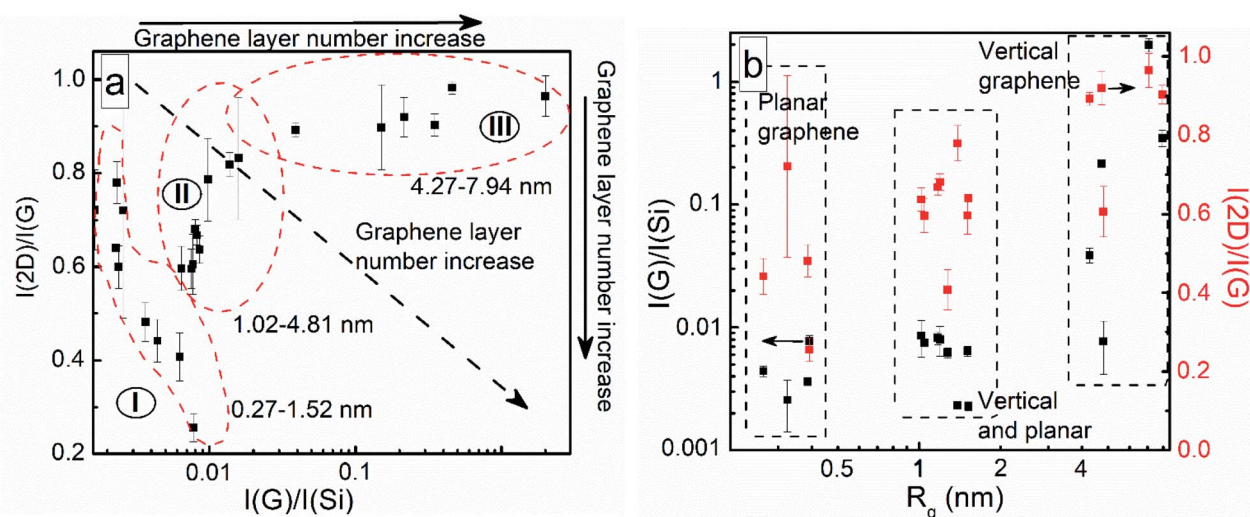 Graphene layer number increase
a
1.0
0.8
0.6
0.4
0.2
I(2D)/I(G)
I
II
III
4.27-7.94 nm
Graphene layer
number increase
1.02-4.81 nm
0.27-1.52 nm
0.01
0.1
1
I(G)/I(Si)
Graphene layer number increase
b
Planar
graphene
Vertical
graphene
Vertical
and planar
1
0.1
0.01
0.001
I(G)/I(Si)
0.5
1
2
4
R_q (nm)
1.0
0.8
0.6
0.4
0.2
0.0
I(2D)/I(G)